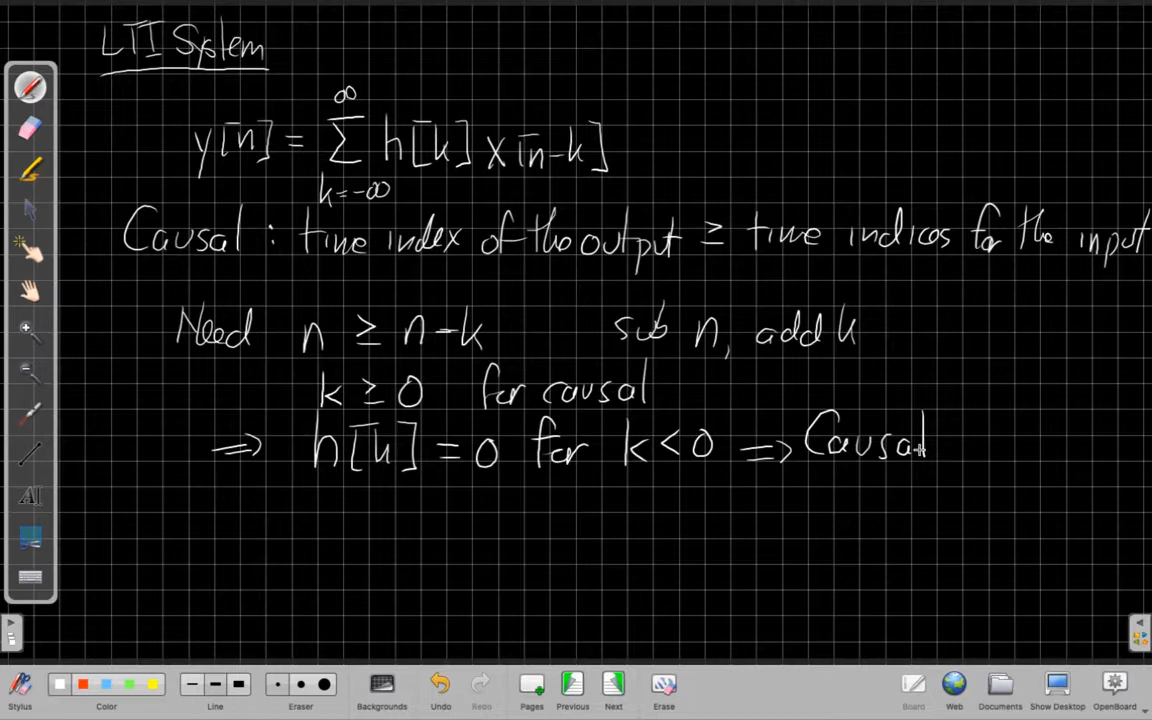 LTI System
∞
y[n] = Σ h[k] x[n-k]
k=-∞
Causal : time index of the output ≥ time indices for the input
Need n ≥ n-k sub n, add k
k ≥ 0 for causal
⇒ h[k] = 0 for k < 0 ⇒ Causal
Stylus Color Line Eraser Backgrounds Undo Redo Pages Previous Next Erase Board Web Documents Show Desktop OpenBoard